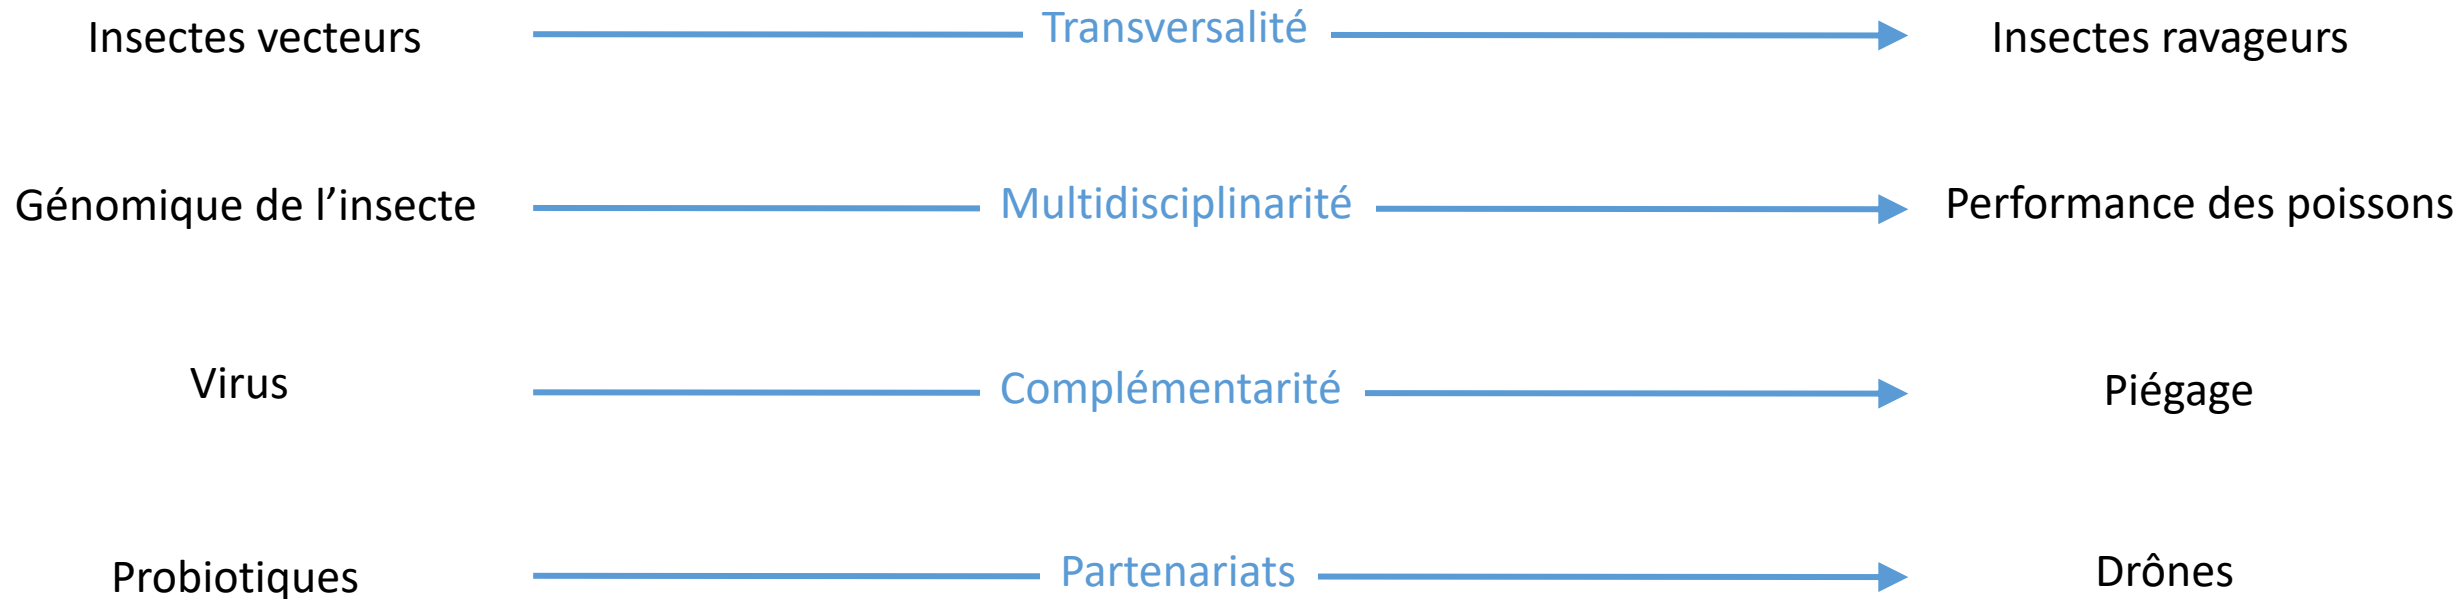 Insectes vecteurs Transversalité Insectes ravageurs
Génomique de l’insecte Multidisciplinarité Performance des poissons
Virus Complémentarité Piégage
Probiotiques Partenariats Drônes